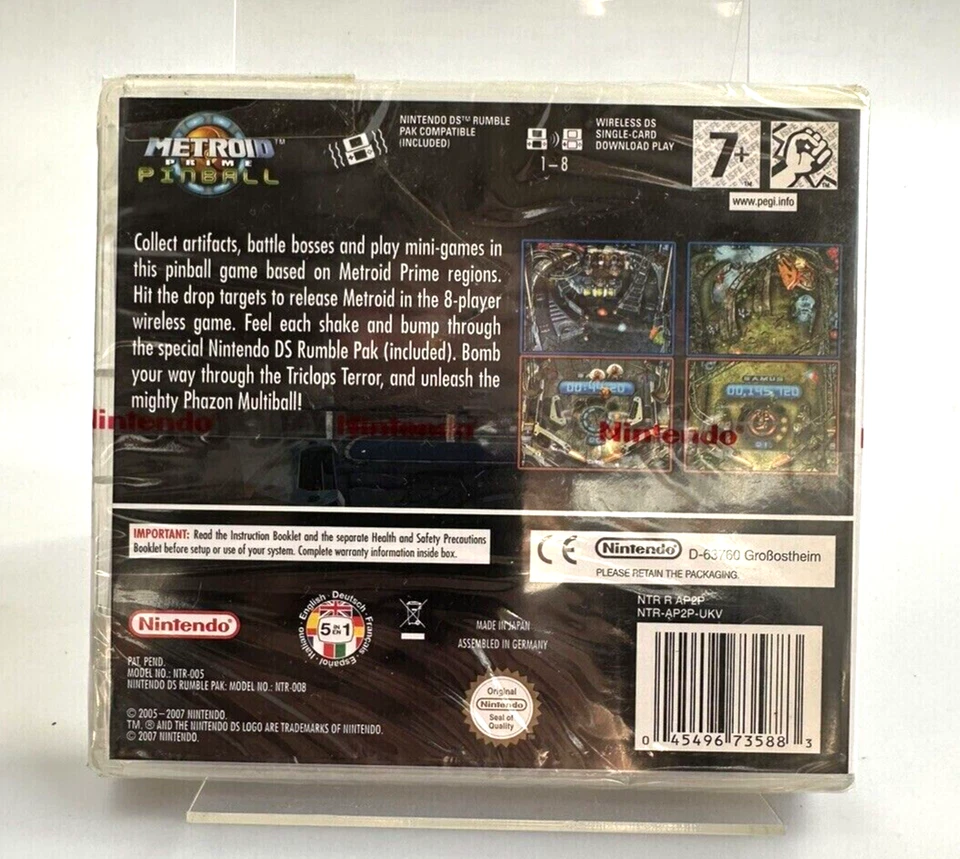 METROID™
PRIME
PINBALL
NINTENDO DS™ RUMBLE
PAK COMPATIBLE
(INCLUDED)
1–8
WIRELESS DS
SINGLE-CARD
DOWNLOAD PLAY
7+
™
™
www.pegi.info
Collect artifacts, battle bosses and play mini-games in
this pinball game based on Metroid Prime regions.
Hit the drop targets to release Metroid in the 8-player
wireless game. Feel each shake and bump through
the special Nintendo DS Rumble Pak (included). Bomb
your way through the Triclops Terror, and unleash the
mighty Phazon Multiball!
SAMUS
Nintendo
Nintendo
Nintendo
IMPORTANT: Read the Instruction Booklet and the separate Health and Safety Precautions
Booklet before setup or use of your system. Complete warranty information inside box.
CE Nintendo® D-63760 Großostheim
PLEASE RETAIN THE PACKAGING.
Nintendo®
English · Deutsch · Français · Español · Italiano
5 IN EN 1
MADE IN JAPAN
ASSEMBLED IN GERMANY
NTR R AP2P
NTR-AP2P-UKV
PAT. PEND.
MODEL NO.: NTR-005
NINTENDO DS RUMBLE PAK: MODEL NO.: NTR-008
© 2005–2007 NINTENDO.
TM, ® AND THE NINTENDO DS LOGO ARE TRADEMARKS OF NINTENDO.
© 2007 NINTENDO.
Original
Nintendo
Seal of
Quality
0 45496 73588 3